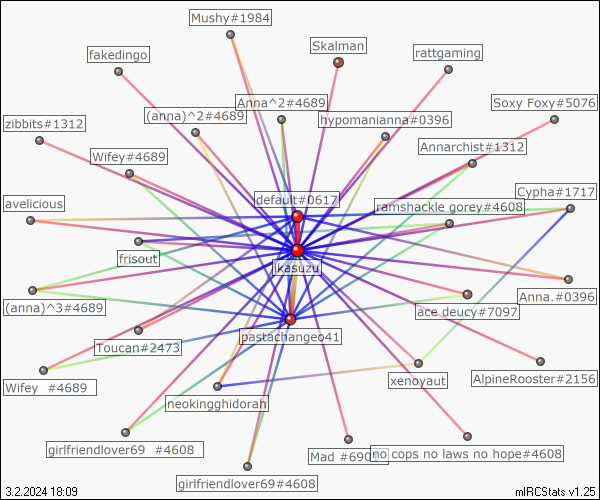 Mushy#1984
Skalman
fakedingo
rattgaming
Anna^2#4689
Soxy Foxy#5076
(anna)^2#4689
hypomanianna#0396
zibbits#1312
Annarchist#1312
Wifey#4689
Cypha#1717
default#0617
avelicious
ramshackle gorey#4608
frisout
ikasuzu
Anna.#0396
(anna)^3#4689
ace deucy#7097
pastachangeo41
Toucan#2473
Wifey #4689
xenoyaut
AlpineRooster#2156
neokingghidorah
girlfriendlover69 #4608
Mad #690
no cops no laws no hope#4608
girlfriendlover69#4608
3.2.2024 18:09
mIRCStats v1.25